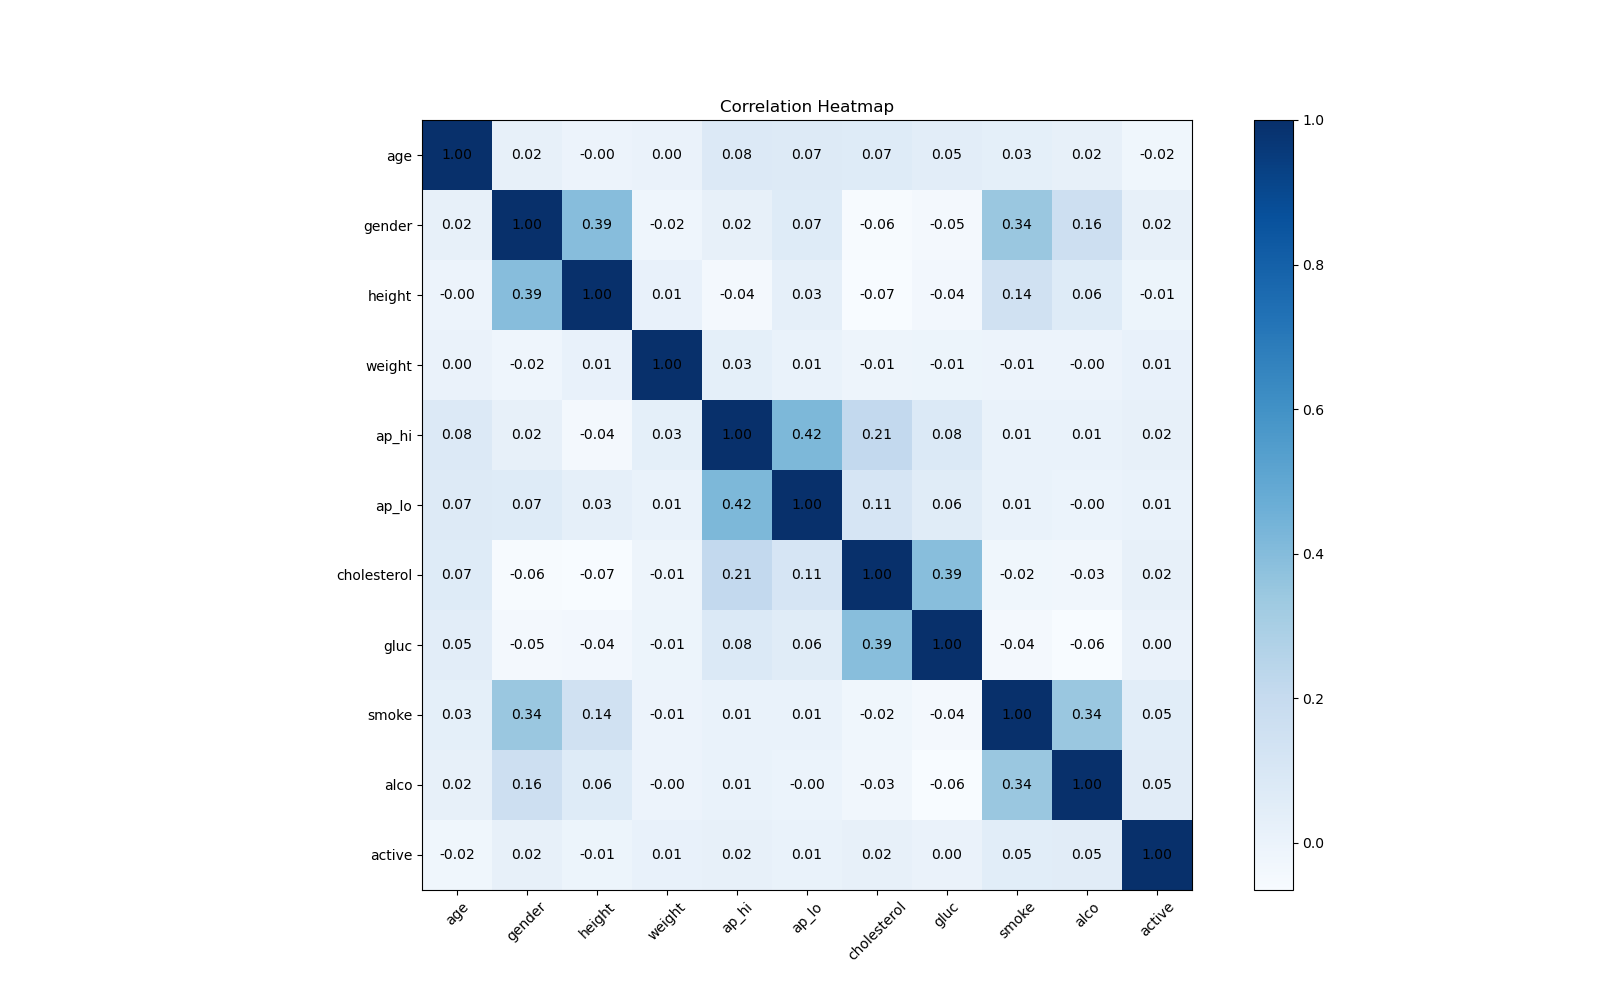 Correlation Heatmap
age 1.00 0.02 -0.00 0.00 0.08 0.07 0.07 0.05 0.03 0.02 -0.02
gender 0.02 1.00 0.39 -0.02 0.02 0.07 -0.06 -0.05 0.34 0.16 0.02
height -0.00 0.39 1.00 0.01 -0.04 0.03 -0.07 -0.04 0.14 0.06 -0.01
weight 0.00 -0.02 0.01 1.00 0.03 0.01 -0.01 -0.01 -0.01 -0.00 0.01
ap_hi 0.08 0.02 -0.04 0.03 1.00 0.42 0.21 0.08 0.01 0.01 0.02
ap_lo 0.07 0.07 0.03 0.01 0.42 1.00 0.11 0.06 0.01 -0.00 0.01
cholesterol 0.07 -0.06 -0.07 -0.01 0.21 0.11 1.00 0.39 -0.02 -0.03 0.02
gluc 0.05 -0.05 -0.04 -0.01 0.08 0.06 0.39 1.00 -0.04 -0.06 0.00
smoke 0.03 0.34 0.14 -0.01 0.01 0.01 -0.02 -0.04 1.00 0.34 0.05
alco 0.02 0.16 0.06 -0.00 0.01 -0.00 -0.03 -0.06 0.34 1.00 0.05
active -0.02 0.02 -0.01 0.01 0.02 0.01 0.02 0.00 0.05 0.05 1.00
age gender height weight ap_hi ap_lo cholesterol gluc smoke alco active
1.0
0.8
0.6
0.4
0.2
0.0